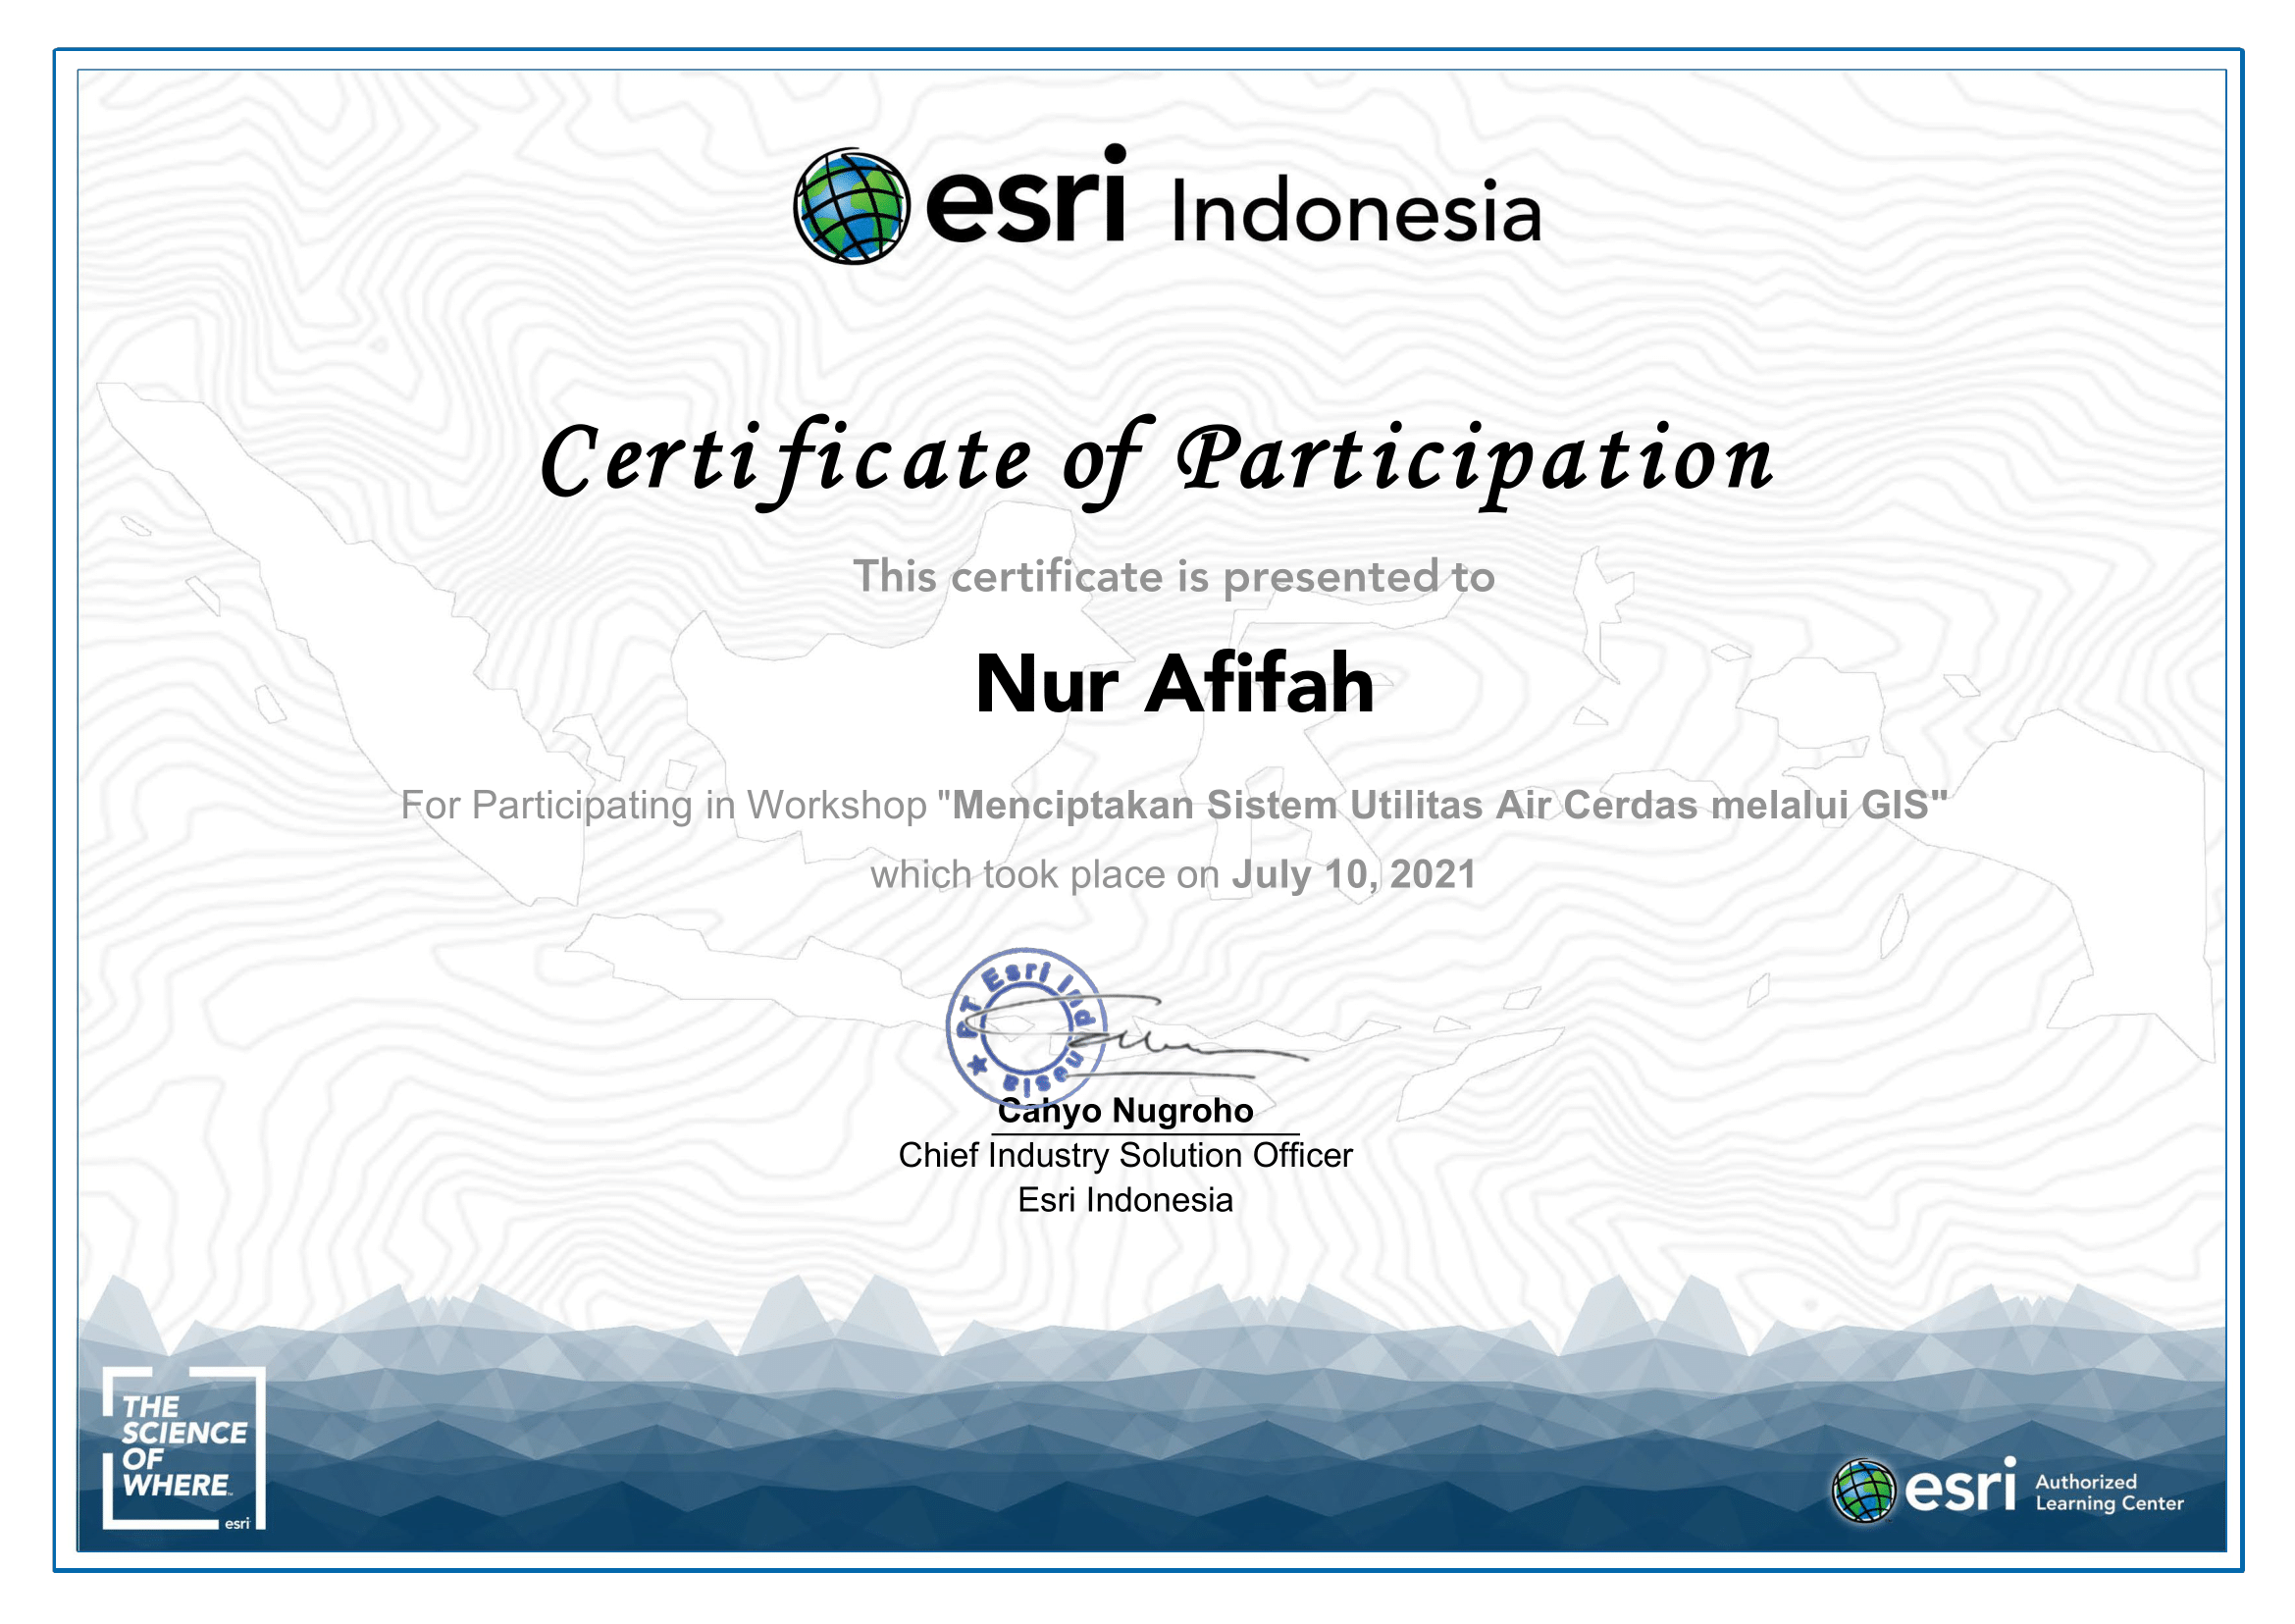 esri Indonesia
Certificate of Participation
This certificate is presented to
Nur Afifah
For Participating in Workshop "Menciptakan Sistem Utilitas Air Cerdas melalui GIS"
which took place on July 10, 2021
PT Esri Indonesia
Cahyo Nugroho
Chief Industry Solution Officer
Esri Indonesia
THE
SCIENCE
OF
WHERE™
esri
esri Authorized
Learning Center